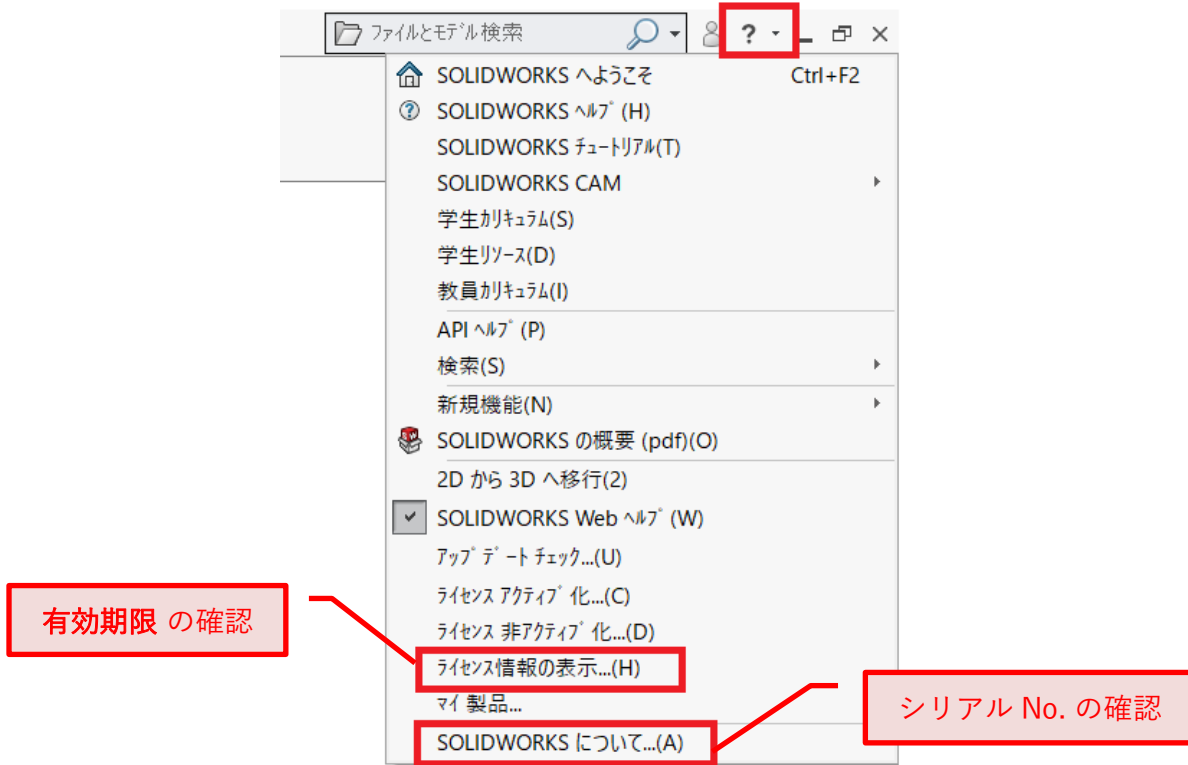 ファイルとモデル検索
?
SOLIDWORKS へようこそ Ctrl+F2
SOLIDWORKS ヘルプ (H)
SOLIDWORKS チュートリアル(T)
SOLIDWORKS CAM
学生カリキュラム(S)
学生リソース(D)
教員カリキュラム(I)
API ヘルプ (P)
検索(S)
新規機能(N)
SOLIDWORKS の概要 (pdf)(O)
2D から 3D へ移行(2)
SOLIDWORKS Web ヘルプ (W)
アップデートチェック...(U)
ライセンス アクティブ化...(C)
ライセンス 非アクティブ化...(D)
有効期限 の確認
ライセンス情報の表示...(H)
マイ 製品...
シリアル No. の確認
SOLIDWORKS について...(A)